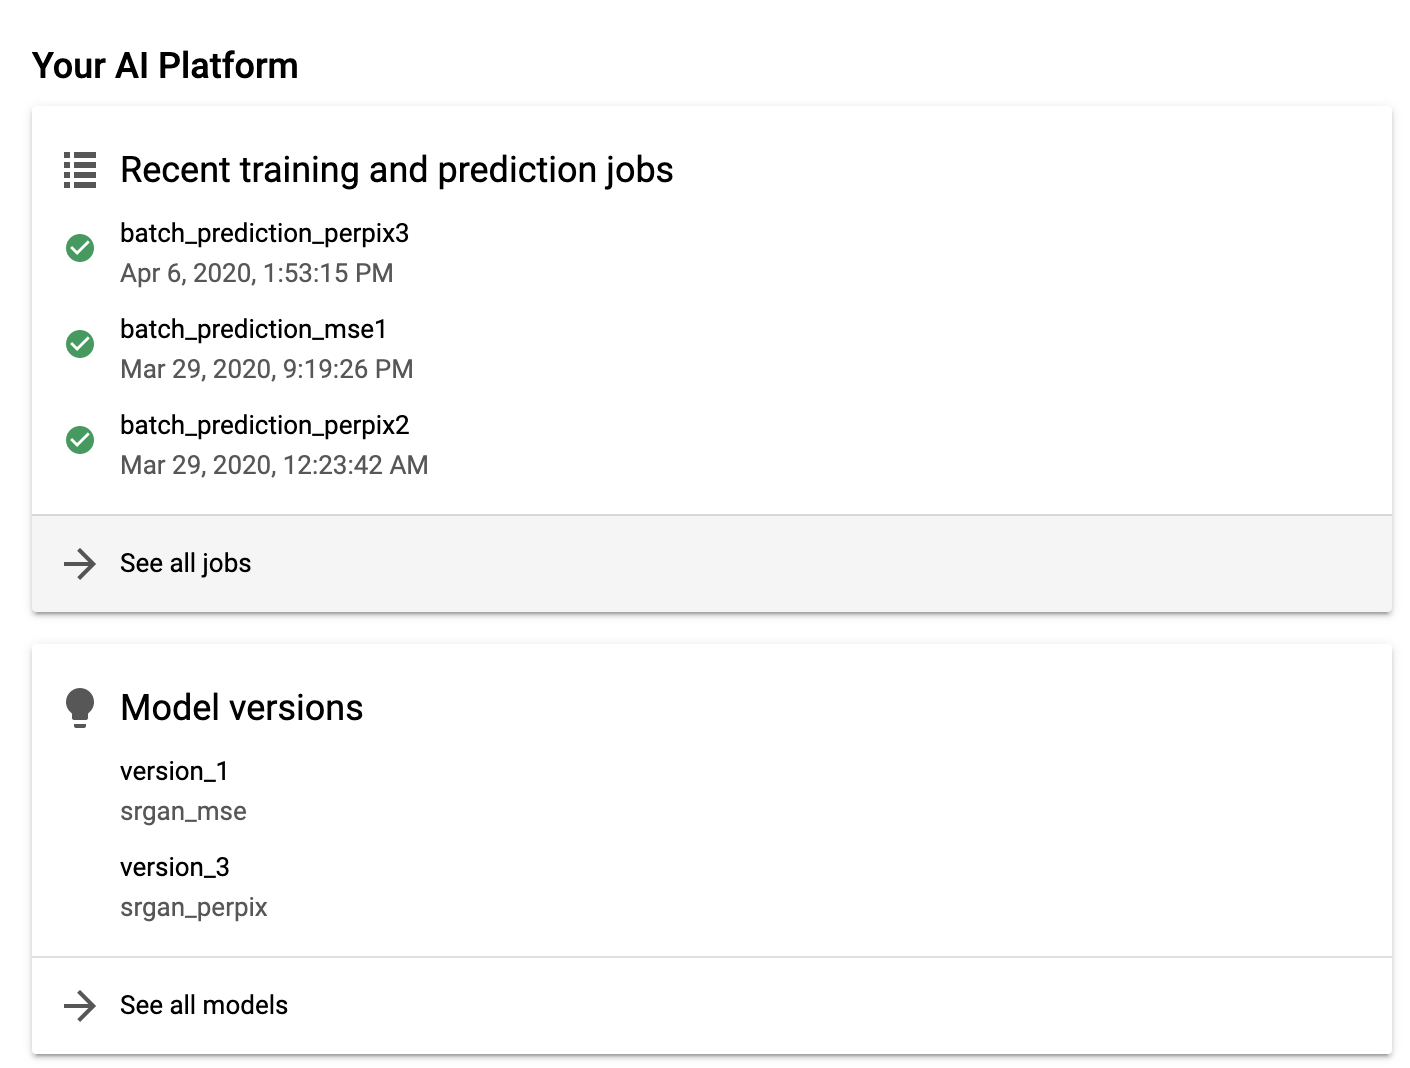 Your AI Platform
Recent training and prediction jobs
batch_prediction_perpix3
Apr 6, 2020, 1:53:15 PM
batch_prediction_mse1
Mar 29, 2020, 9:19:26 PM
batch_prediction_perpix2
Mar 29, 2020, 12:23:42 AM
See all jobs
Model versions
version_1
srgan_mse
version_3
srgan_perpix
See all models